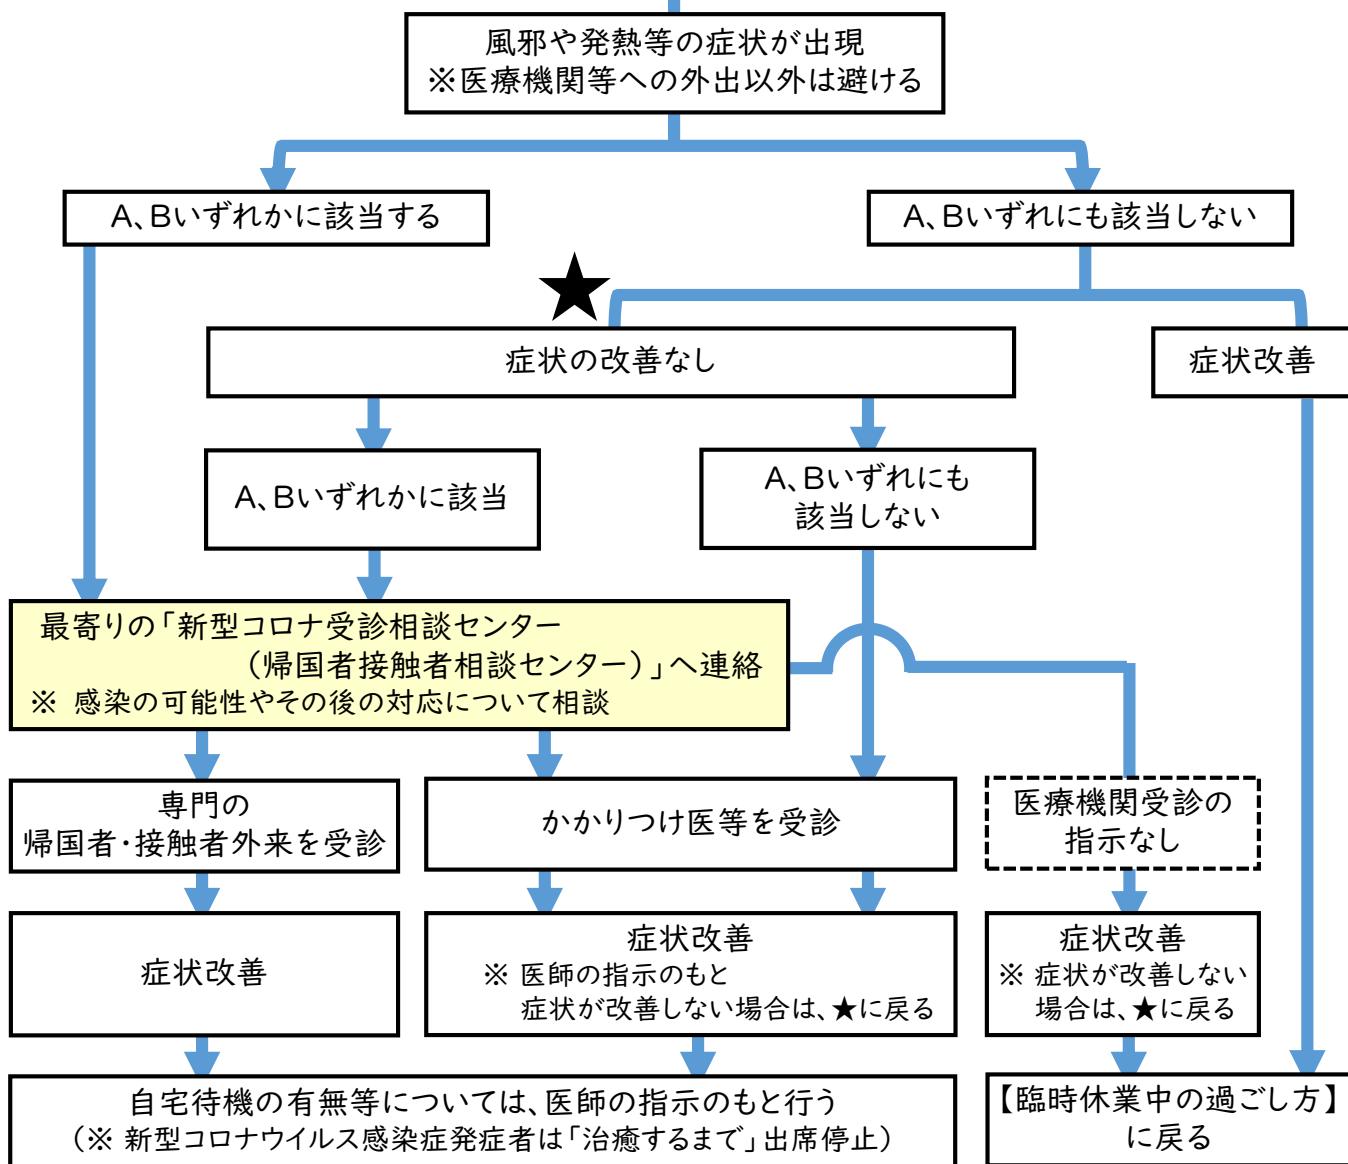 風邪や発熱等の症状が出現
※医療機関等への外出以外は避ける
A、Bいずれかに該当する
A、Bいずれにも該当しない
★
症状の改善なし
症状改善
A、Bいずれかに該当
A、Bいずれにも
該当しない
最寄りの「新型コロナ受診相談センター
（帰国者接触者相談センター）」へ連絡
※ 感染の可能性やその後の対応について相談
専門の
帰国者・接触者外来を受診
かかりつけ医等を受診
医療機関受診の
指示なし
症状改善
症状改善
※ 医師の指示のもと
症状が改善しない場合は、★に戻る
症状改善
※ 症状が改善しない
場合は、★に戻る
自宅待機の有無等については、医師の指示のもと行う
（※ 新型コロナウイルス感染症発症者は「治癒するまで」出席停止）
【臨時休業中の過ごし方】
に戻る